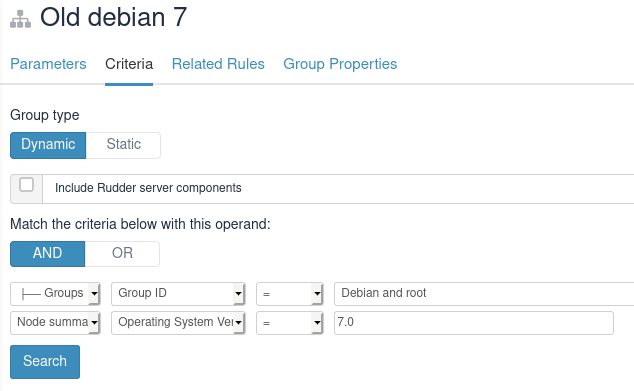 Old debian 7
Parameters Criteria Related Rules Group Properties
Group type
Dynamic Static
Include Rudder server components
Match the criteria below with this operand:
AND OR
├── Groups Group ID = Debian and root
Node summa Operating System Ver = 7.0
Search